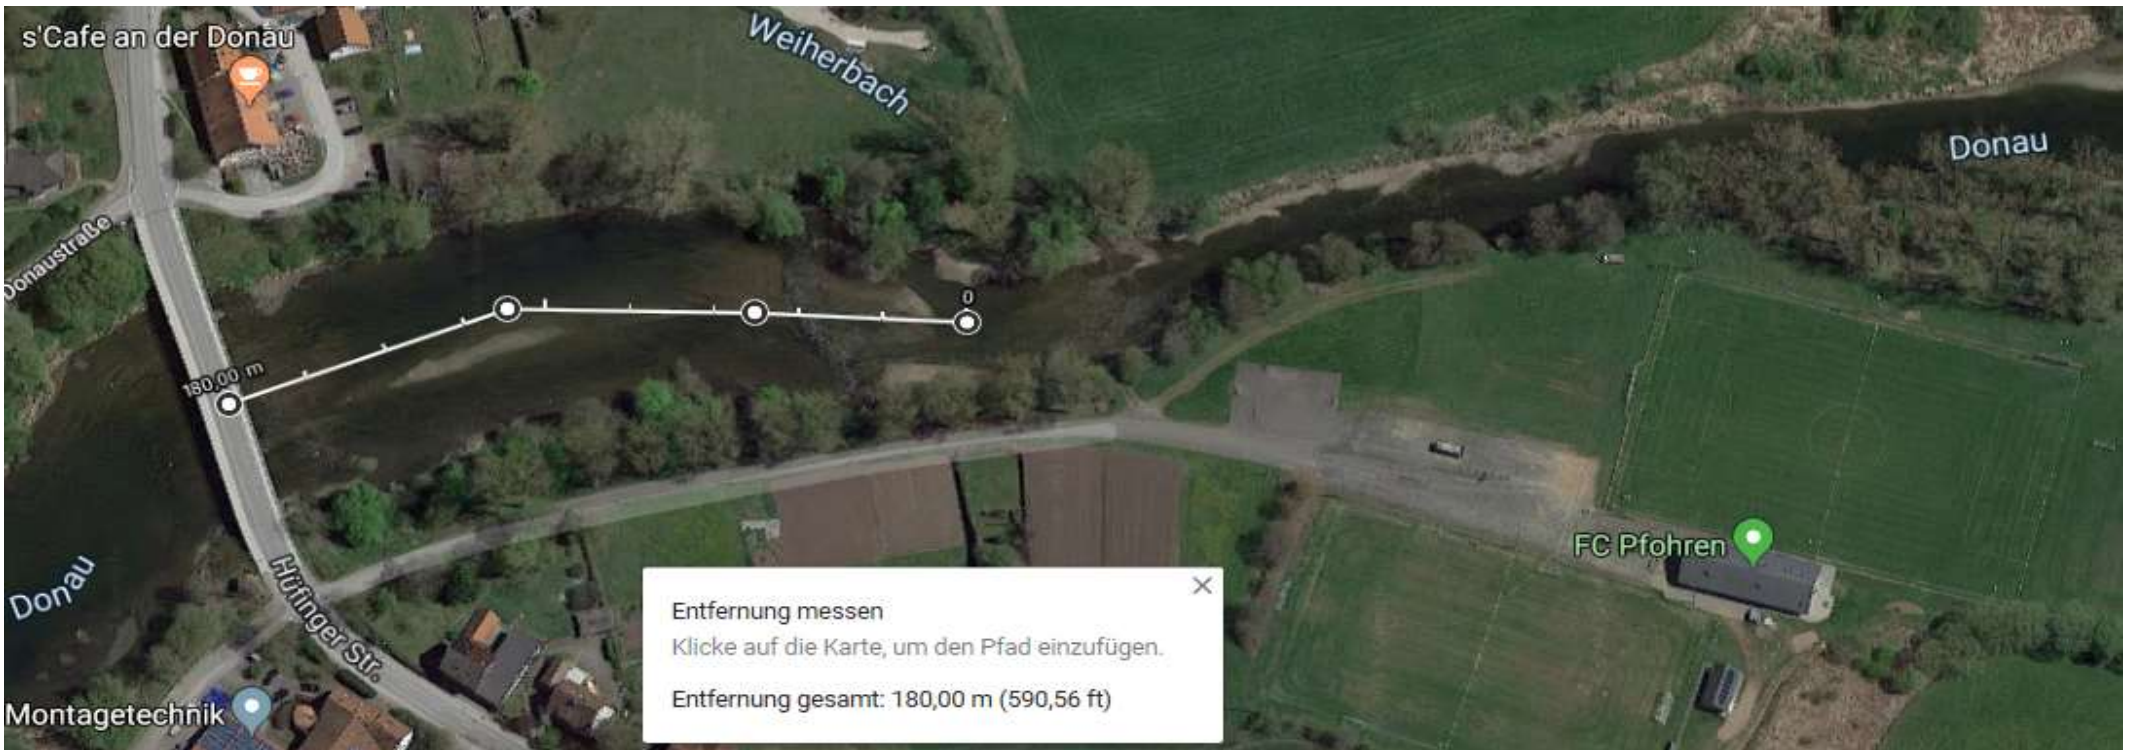 s'Cafe an der Donau
Weiherbach
Donau
Donaustraße
0
180,00 m
Donau
Hüfinger Str.
FC Pfohren
Montagetechnik
Entfernung messen
Klicke auf die Karte, um den Pfad einzufügen.
Entfernung gesamt: 180,00 m (590,56 ft)